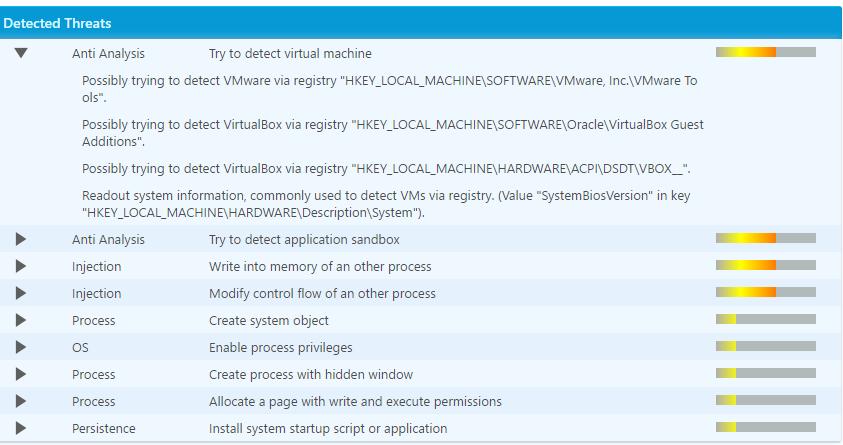 Detected Threats
Anti Analysis Try to detect virtual machine
Possibly trying to detect VMware via registry "HKEY_LOCAL_MACHINE\SOFTWARE\VMware, Inc.\VMware To
ols".
Possibly trying to detect VirtualBox via registry "HKEY_LOCAL_MACHINE\SOFTWARE\Oracle\VirtualBox Guest
Additions".
Possibly trying to detect VirtualBox via registry "HKEY_LOCAL_MACHINE\HARDWARE\ACPI\DSDT\VBOX__".
Readout system information, commonly used to detect VMs via registry. (Value "SystemBiosVersion" in key
"HKEY_LOCAL_MACHINE\HARDWARE\Description\System").
Anti Analysis Try to detect application sandbox
Injection Write into memory of an other process
Injection Modify control flow of an other process
Process Create system object
OS Enable process privileges
Process Create process with hidden window
Process Allocate a page with write and execute permissions
Persistence Install system startup script or application